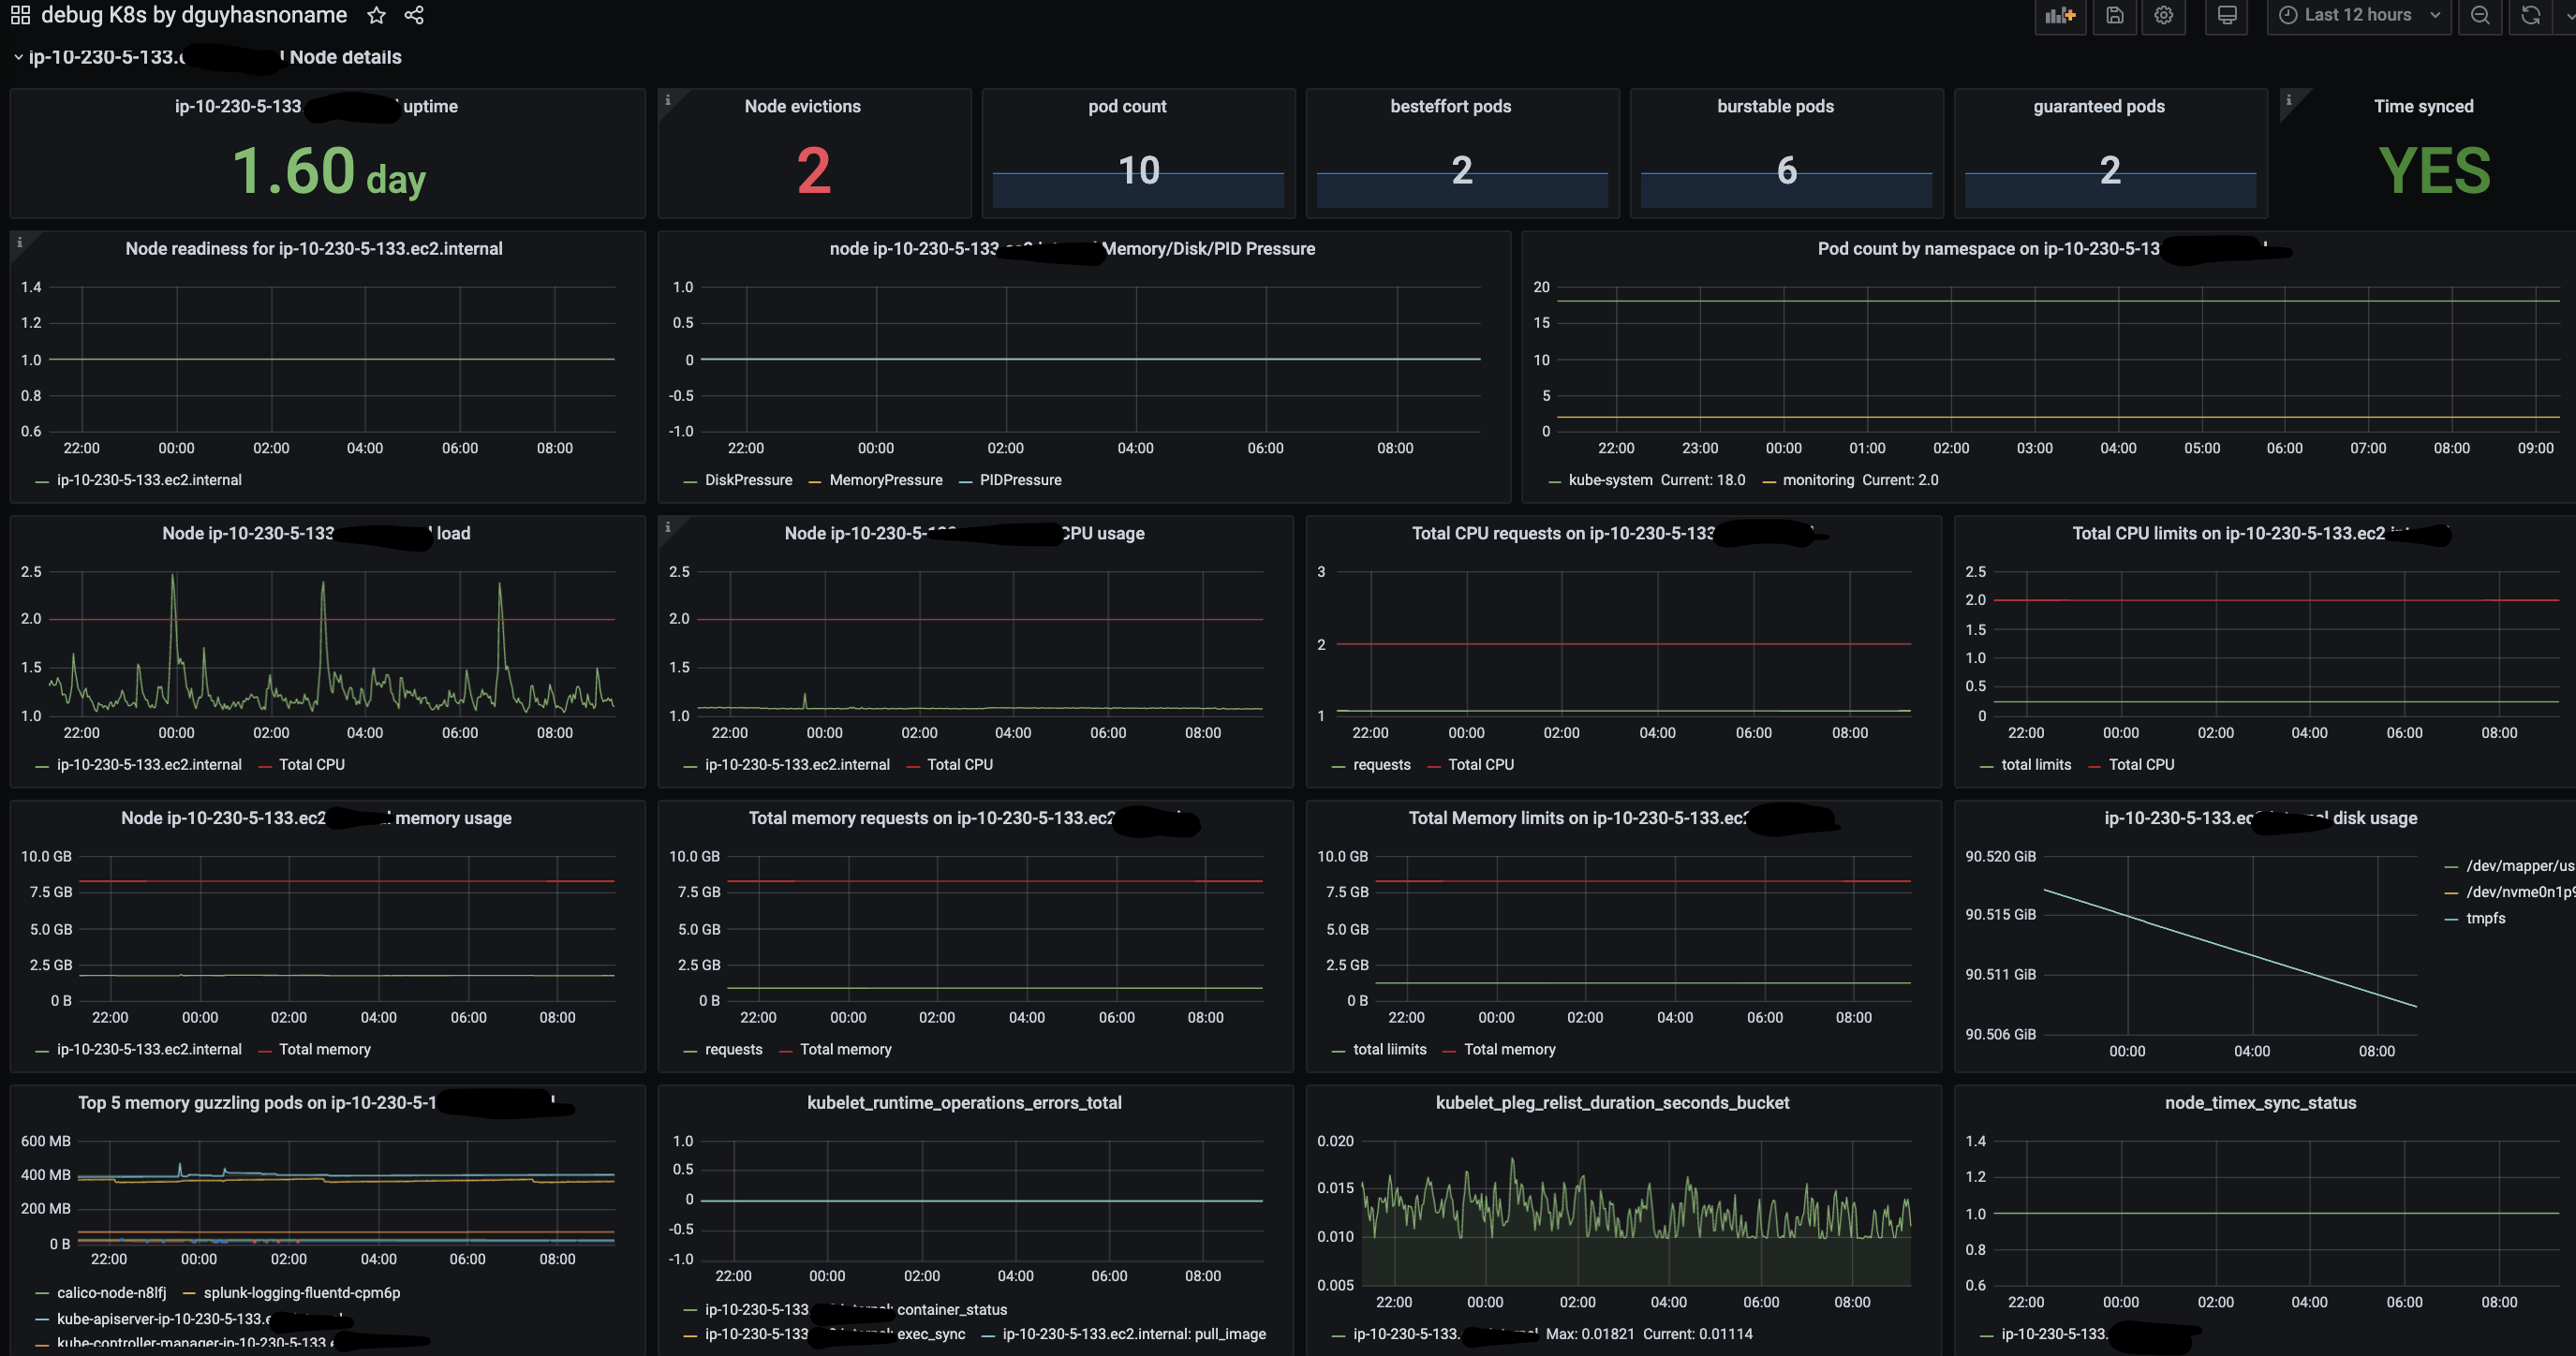 debug K8s by dguyhasnoname
Last 12 hours
ip-10-230-5-133. Node details
ip-10-230-5-133 uptime
1.60 day
Node evictions
2
pod count
10
besteffort pods
2
burstable pods
6
guaranteed pods
2
Time synced
YES
Node readiness for ip-10-230-5-133.ec2.internal
1.4
1.2
1.0
0.8
0.6
22:00 00:00 02:00 04:00 06:00 08:00
ip-10-230-5-133.ec2.internal
node ip-10-230-5-133 Memory/Disk/PID Pressure
1.0
0.5
0
-0.5
-1.0
22:00 00:00 02:00 04:00 06:00 08:00
DiskPressure MemoryPressure PIDPressure
Pod count by namespace on ip-10-230-5-13
20
15
10
5
0
22:00 23:00 00:00 01:00 02:00 03:00 04:00 05:00 06:00 07:00 08:00 09:00
kube-system Current: 18.0 monitoring Current: 2.0
Node ip-10-230-5-133 load
2.5
2.0
1.5
1.0
22:00 00:00 02:00 04:00 06:00 08:00
ip-10-230-5-133.ec2.internal Total CPU
Node ip-10-230-5- CPU usage
2.5
2.0
1.5
1.0
22:00 00:00 02:00 04:00 06:00 08:00
ip-10-230-5-133.ec2.internal Total CPU
Total CPU requests on ip-10-230-5-133
3
2
1
22:00 00:00 02:00 04:00 06:00 08:00
requests Total CPU
Total CPU limits on ip-10-230-5-133.ec2
2.5
2.0
1.5
1.0
0.5
0
22:00 00:00 02:00 04:00 06:00 08:00
total limits Total CPU
Node ip-10-230-5-133.ec2 memory usage
10.0 GB
7.5 GB
5.0 GB
2.5 GB
0 B
22:00 00:00 02:00 04:00 06:00 08:00
ip-10-230-5-133.ec2.internal Total memory
Total memory requests on ip-10-230-5-133.ec2
10.0 GB
7.5 GB
5.0 GB
2.5 GB
0 B
22:00 00:00 02:00 04:00 06:00 08:00
requests Total memory
Total Memory limits on ip-10-230-5-133.ec2
10.0 GB
7.5 GB
5.0 GB
2.5 GB
0 B
22:00 00:00 02:00 04:00 06:00 08:00
total liimits Total memory
ip-10-230-5-133.ec disk usage
90.520 GiB
90.515 GiB
90.511 GiB
90.506 GiB
00:00 04:00 08:00
/dev/mapper/us
/dev/nvme0n1p9
tmpfs
Top 5 memory guzzling pods on ip-10-230-5-1
600 MB
400 MB
200 MB
0 B
22:00 00:00 02:00 04:00 06:00 08:00
calico-node-n8lfj splunk-logging-fluentd-cpm6p
kube-apiserver-ip-10-230-5-133.e
kube-controller-manager-ip-10-230-5-133.e
kubelet_runtime_operations_errors_total
1.0
0.5
0
-0.5
-1.0
22:00 00:00 02:00 04:00 06:00 08:00
ip-10-230-5-133. container_status
ip-10-230-5-133 exec_sync ip-10-230-5-133.ec2.internal: pull_image
kubelet_pleg_relist_duration_seconds_bucket
0.020
0.015
0.010
0.005
22:00 00:00 02:00 04:00 06:00 08:00
ip-10-230-5-133. Max: 0.01821 Current: 0.01114
node_timex_sync_status
1.4
1.2
1.0
0.8
0.6
22:00 00:00 02:00 04:00 06:00 08:00
ip-10-230-5-133.